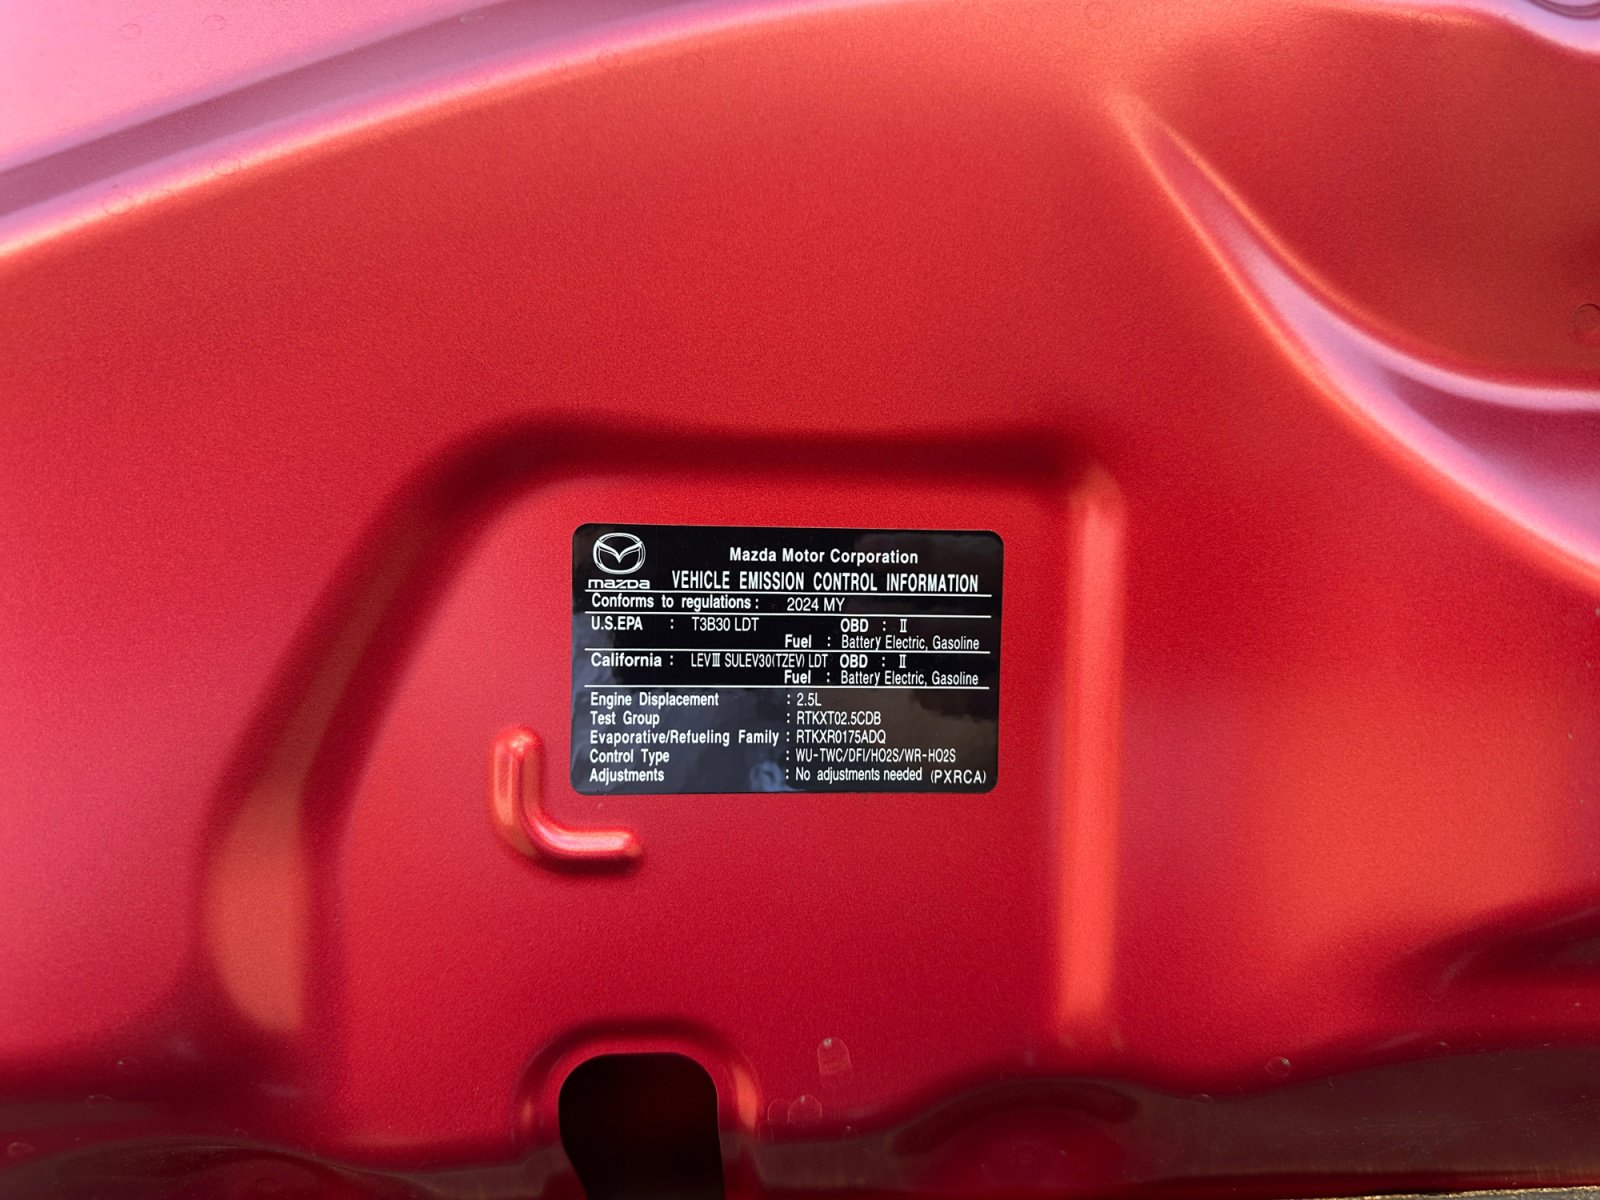 mazda
Mazda Motor Corporation
VEHICLE EMISSION CONTROL INFORMATION
Conforms to regulations : 2024 MY
U.S.EPA : T3B30 LDT OBD : Ⅱ
Fuel : Battery Electric, Gasoline
California : LEVⅢ SULEV30(TZEV) LDT OBD : Ⅱ
Fuel : Battery Electric, Gasoline
Engine Displacement : 2.5L
Test Group : RTKXT02.5CDB
Evaporative/Refueling Family : RTKXR0175ADQ
Control Type : WU-TWC/DFI/HO2S/WR-HO2S
Adjustments : No adjustments needed (PXRCA)